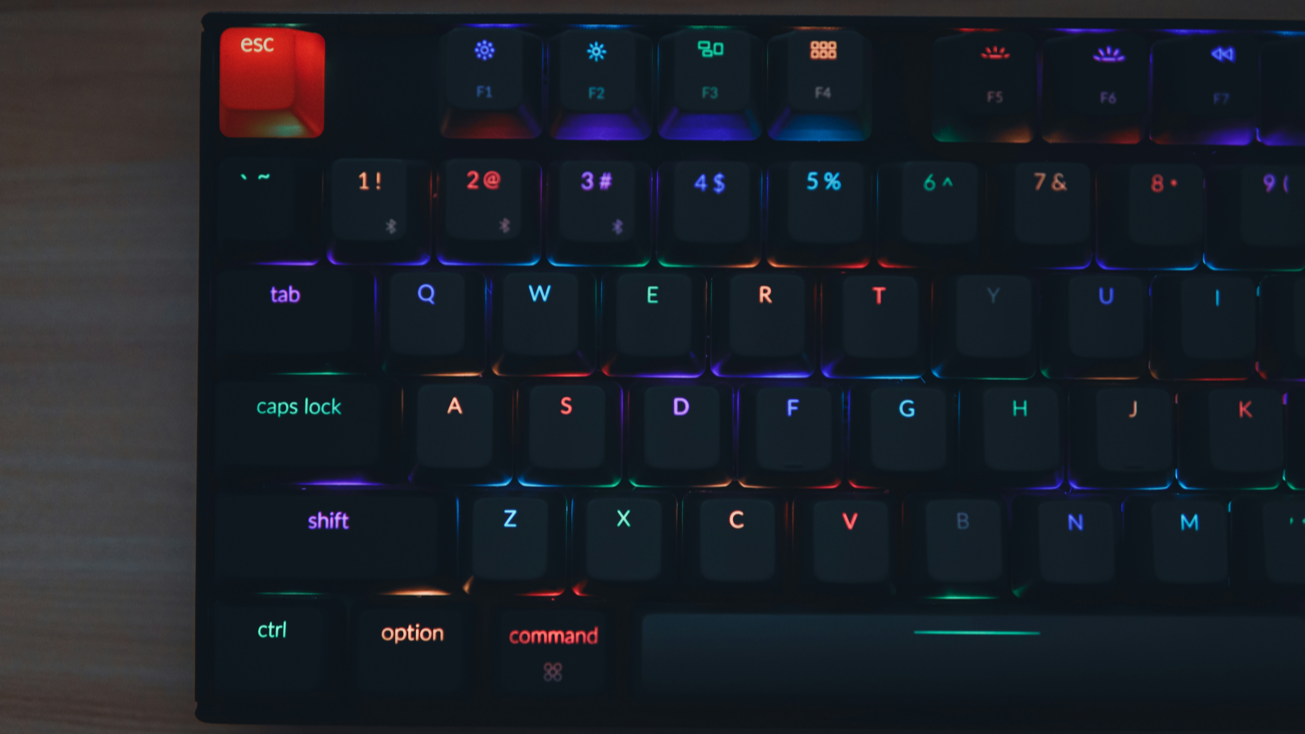 esc
F1 F2 F3 F4 F5 F6 F7
` ~ 1 ! 2 @ 3 # 4 $ 5 % 6 ^ 7 & 8 * 9 (
tab Q W E R T Y U I
caps lock A S D F G H J K
shift Z X C V B N M
ctrl option command
⌘